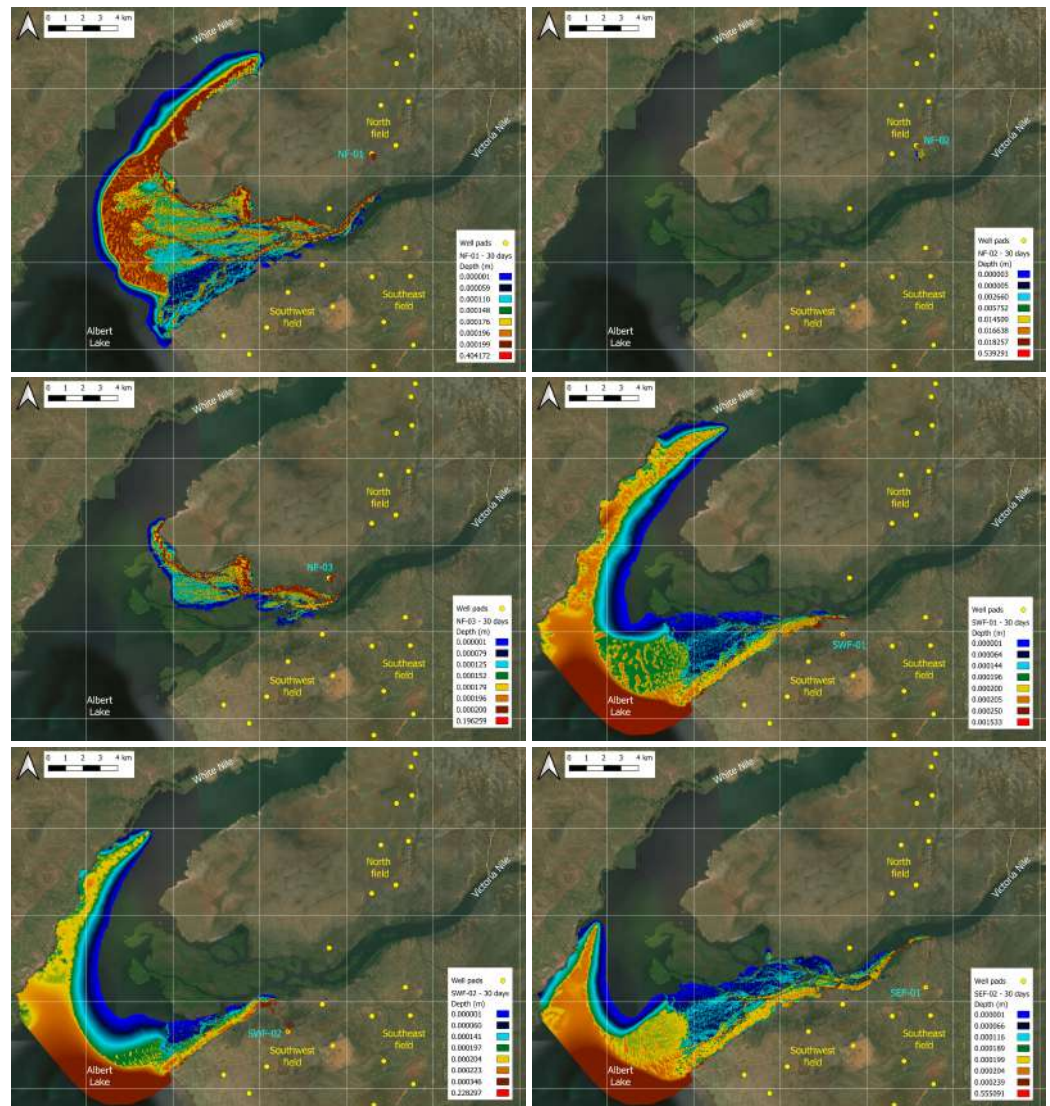 0 1 2 3 4 km
White Nile
North field
NF-01
Victoria Nile
Albert Lake
Southwest field
Southeast field
Well pads
NF-01 - 30 days
Depth (m)
0.000001
0.000059
0.000110
0.000148
0.000176
0.000196
0.000199
0.404172
0 1 2 3 4 km
White Nile
North field
NF-02
Victoria Nile
Albert Lake
Southwest field
Southeast field
Well pads
NF-02 - 30 days
Depth (m)
0.000003
0.000005
0.002660
0.005752
0.014509
0.016638
0.018257
0.539291
0 1 2 3 4 km
White Nile
North field
Victoria Nile
NF-03
Albert Lake
Southwest field
Southeast field
Well pads
NF-03 - 30 days
Depth (m)
0.000001
0.000079
0.000125
0.000152
0.000179
0.000196
0.000200
0.196259
0 1 2 3 4 km
White Nile
North field
Victoria Nile
SWF-01
Albert Lake
Southwest field
Southeast field
Well pads
SWF-01 - 30 days
Depth (m)
0.000001
0.000064
0.000144
0.000196
0.000200
0.000205
0.000250
0.001533
0 1 2 3 4 km
White Nile
North field
Victoria Nile
SWF-02
Albert Lake
Southwest field
Southeast field
Well pads
SWF-02 - 30 days
Depth (m)
0.000001
0.000060
0.000141
0.000197
0.000204
0.000223
0.000346
0.228297
0 1 2 3 4 km
White Nile
North field
Victoria Nile
SEF-01
Albert Lake
Southwest field
Southeast field
Well pads
SEF-02 - 30 days
Depth (m)
0.000001
0.000066
0.000116
0.000189
0.000199
0.000204
0.000239
0.555091